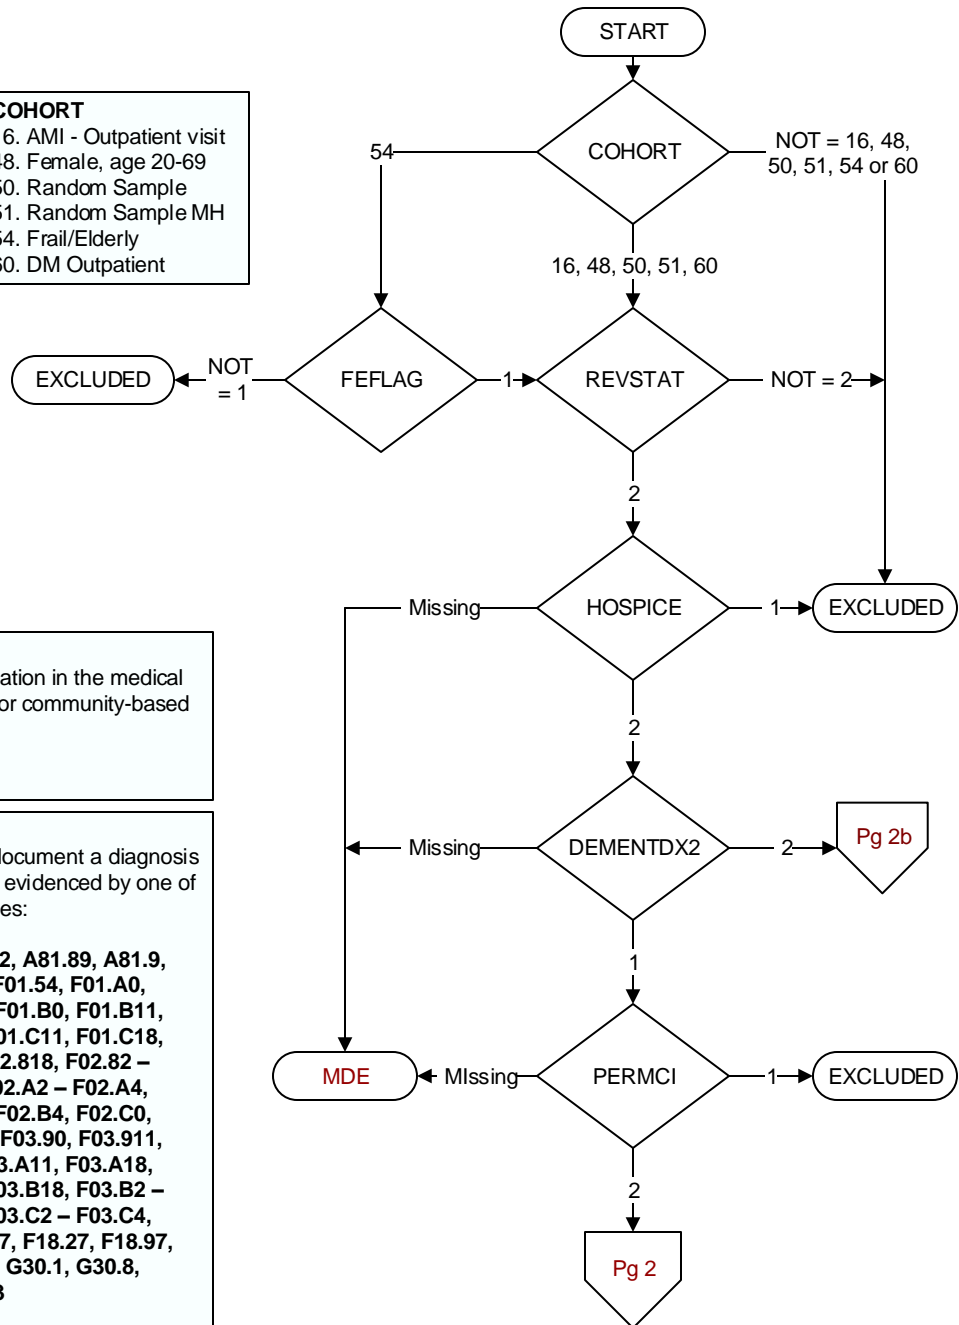 START
COHORT
6. AMI - Outpatient visit
48. Female, age 20-69
50. Random Sample
51. Random Sample MH
54. Frail/Elderly
60. DM Outpatient
54
COHORT
NOT = 16, 48,
50, 51, 54 or 60
16, 48, 50, 51, 60
EXCLUDED
NOT
= 1
FEFLAG
1
REVSTAT
NOT = 2
2
Missing
HOSPICE
1
EXCLUDED
ation in the medical
or community-based
2
Missing
DEMENTDX2
2
Pg 2b
document a diagnosis
evidenced by one of
es:
2, A81.89, A81.9,
F01.54, F01.A0,
F01.B0, F01.B11,
01.C11, F01.C18,
2.818, F02.82 –
02.A2 – F02.A4,
F02.B4, F02.C0,
F03.90, F03.911,
3.A11, F03.A18,
03.B18, F03.B2 –
03.C2 – F03.C4,
7, F18.27, F18.97,
G30.1, G30.8,
1
MDE
MIssing
PERMCI
1
EXCLUDED
2
Pg 2